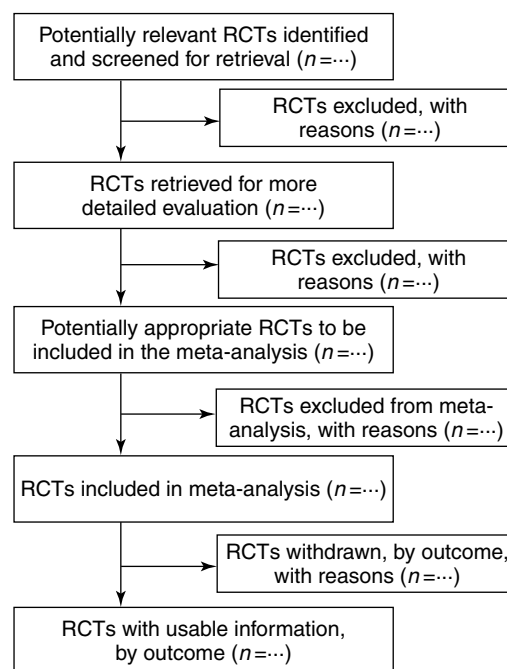 Potentially relevant RCTs identified
and screened for retrieval (n=···)
RCTs excluded, with
reasons (n=···)
RCTs retrieved for more
detailed evaluation (n=···)
RCTs excluded, with
reasons (n=···)
Potentially appropriate RCTs to be
included in the meta-analysis (n=···)
RCTs excluded from meta-
analysis, with reasons (n=···)
RCTs included in meta-analysis (n=···)
RCTs withdrawn, by outcome,
with reasons (n=···)
RCTs with usable information,
by outcome (n=···)